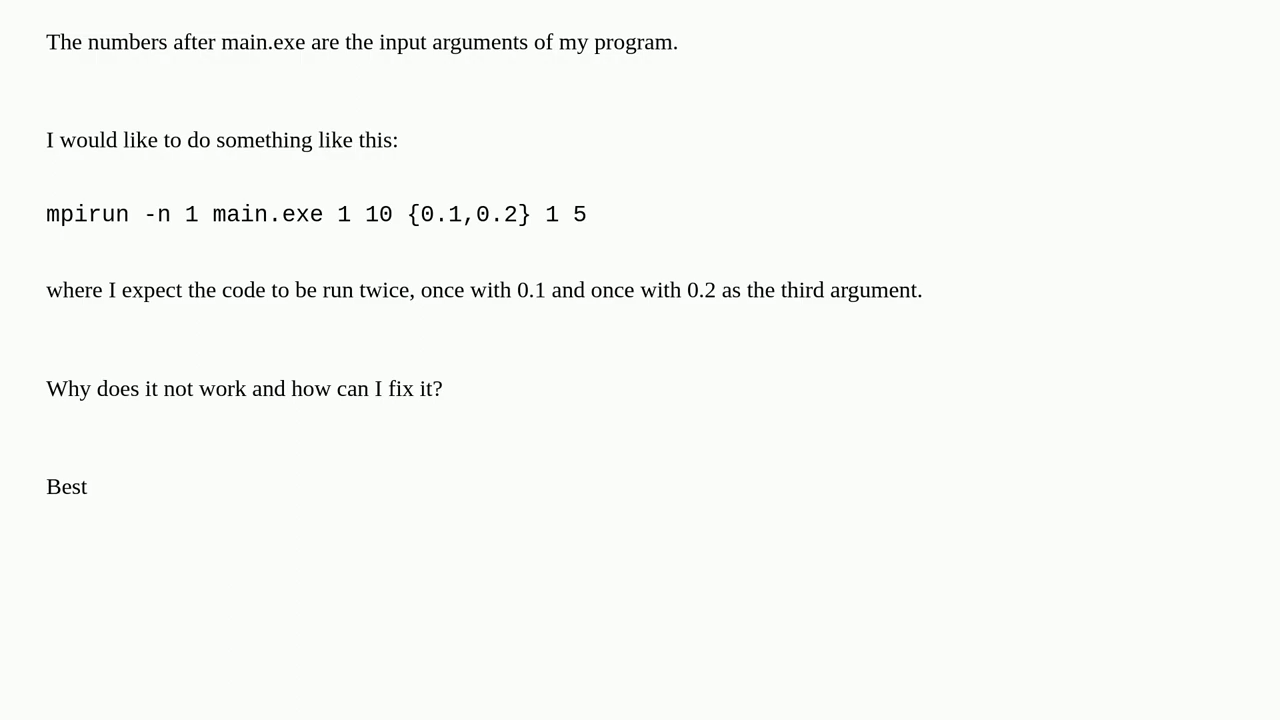 The numbers after main.exe are the input arguments of my program.
I would like to do something like this:
mpirun -n 1 main.exe 1 10 {0.1,0.2} 1 5
where I expect the code to be run twice, once with 0.1 and once with 0.2 as the third argument.
Why does it not work and how can I fix it?
Best